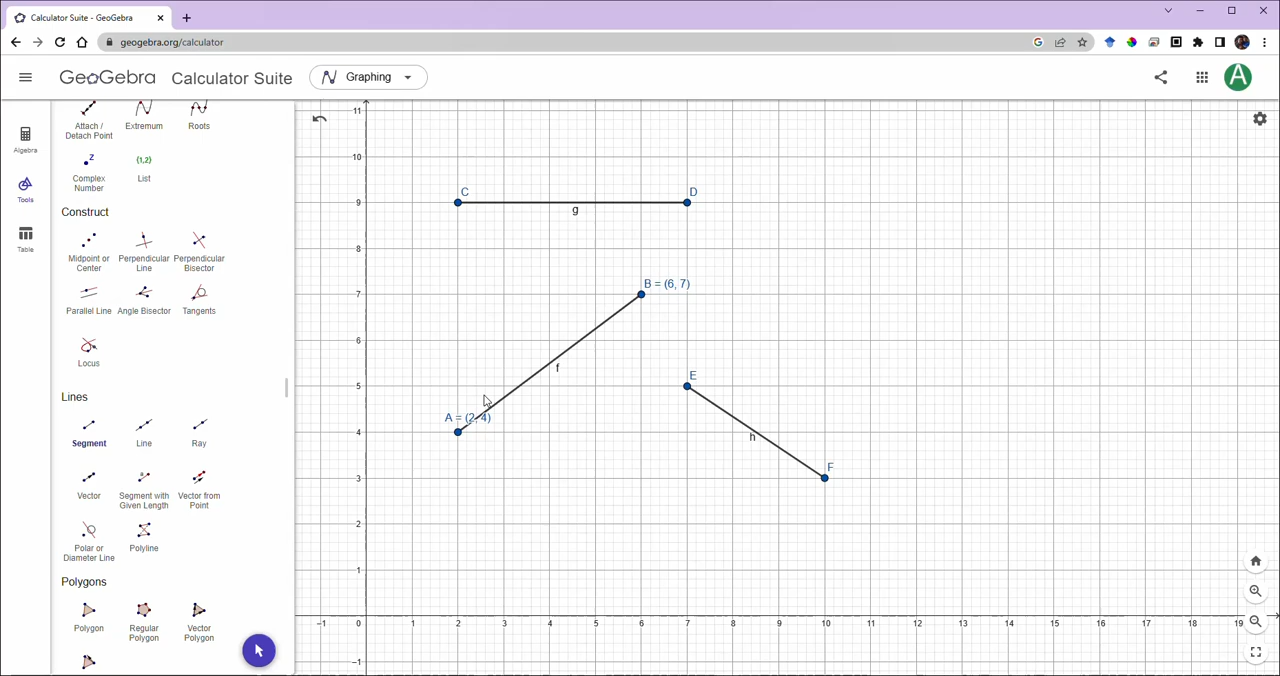 Calculator Suite - GeoGebra
geogebra.org/calculator
GeoGebra Calculator Suite Graphing
A
Algebra
Tools
Table
Attach / Detach Point
Extremum
Roots
Z
Complex Number
{1,2}
List
Construct
Midpoint or Center
Perpendicular Line
Perpendicular Bisector
Parallel Line
Angle Bisector
Tangents
Locus
Lines
Segment
Line
Ray
Vector
a
Segment with Given Length
Vector from Point
Polar or Diameter Line
Polyline
Polygons
Polygon
Regular Polygon
Vector Polygon
11
10
9
8
7
6
5
4
3
2
1
−1
C
D
g
B = (6, 7)
f
A = (2, 4)
E
h
F
−1 0 1 2 3 4 5 6 7 8 9 10 11 12 13 14 15 16 17 18 19